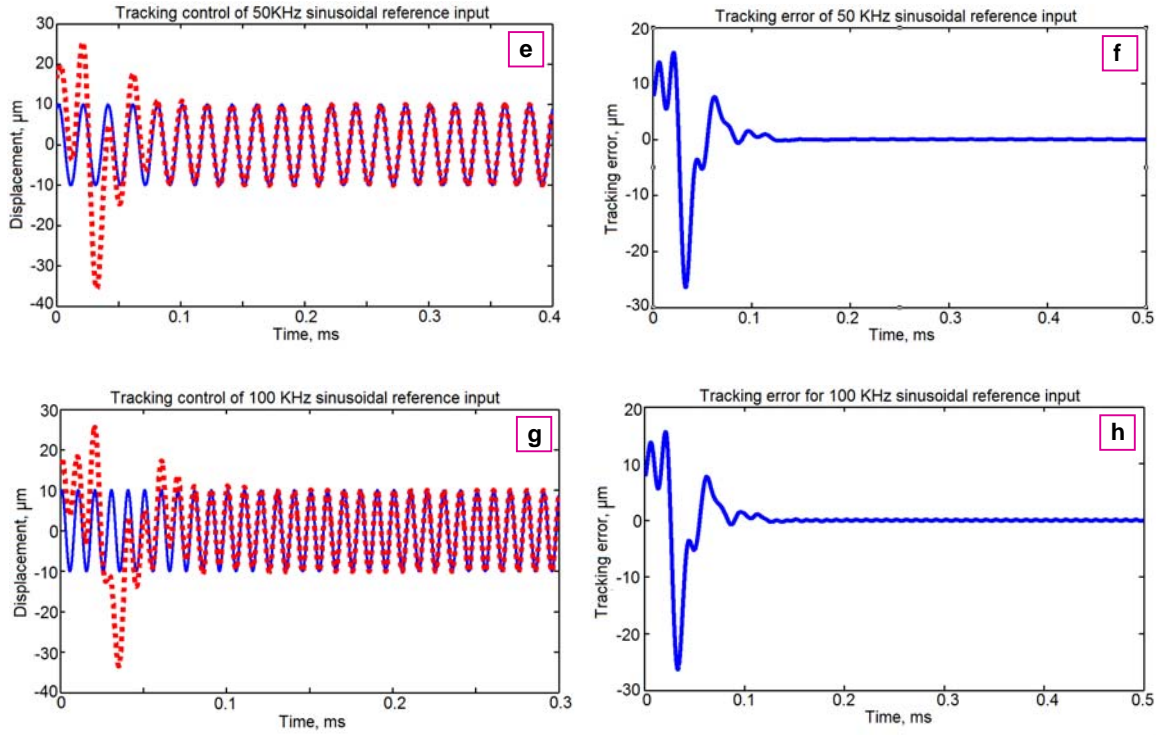 Tracking control of 50KHz sinusoidal reference input
e
30
20
10
0
-10
-20
-30
-40
Displacement, µm
0 0.1 0.2 0.3 0.4
Time, ms
Tracking error of 50 KHz sinusoidal reference input
f
20
10
0
-10
-20
-30
Tracking error, µm
0 0.1 0.2 0.3 0.4 0.5
Time, ms
Tracking control of 100 KHz sinusoidal reference input
g
30
20
10
0
-10
-20
-30
-40
Displacement, µm
0 0.1 0.2 0.3
Time, ms
Tracking error for 100 KHz sinusoidal reference input
h
20
10
0
-10
-20
-30
Tracking error, µm
0 0.1 0.2 0.3 0.4 0.5
Time, ms